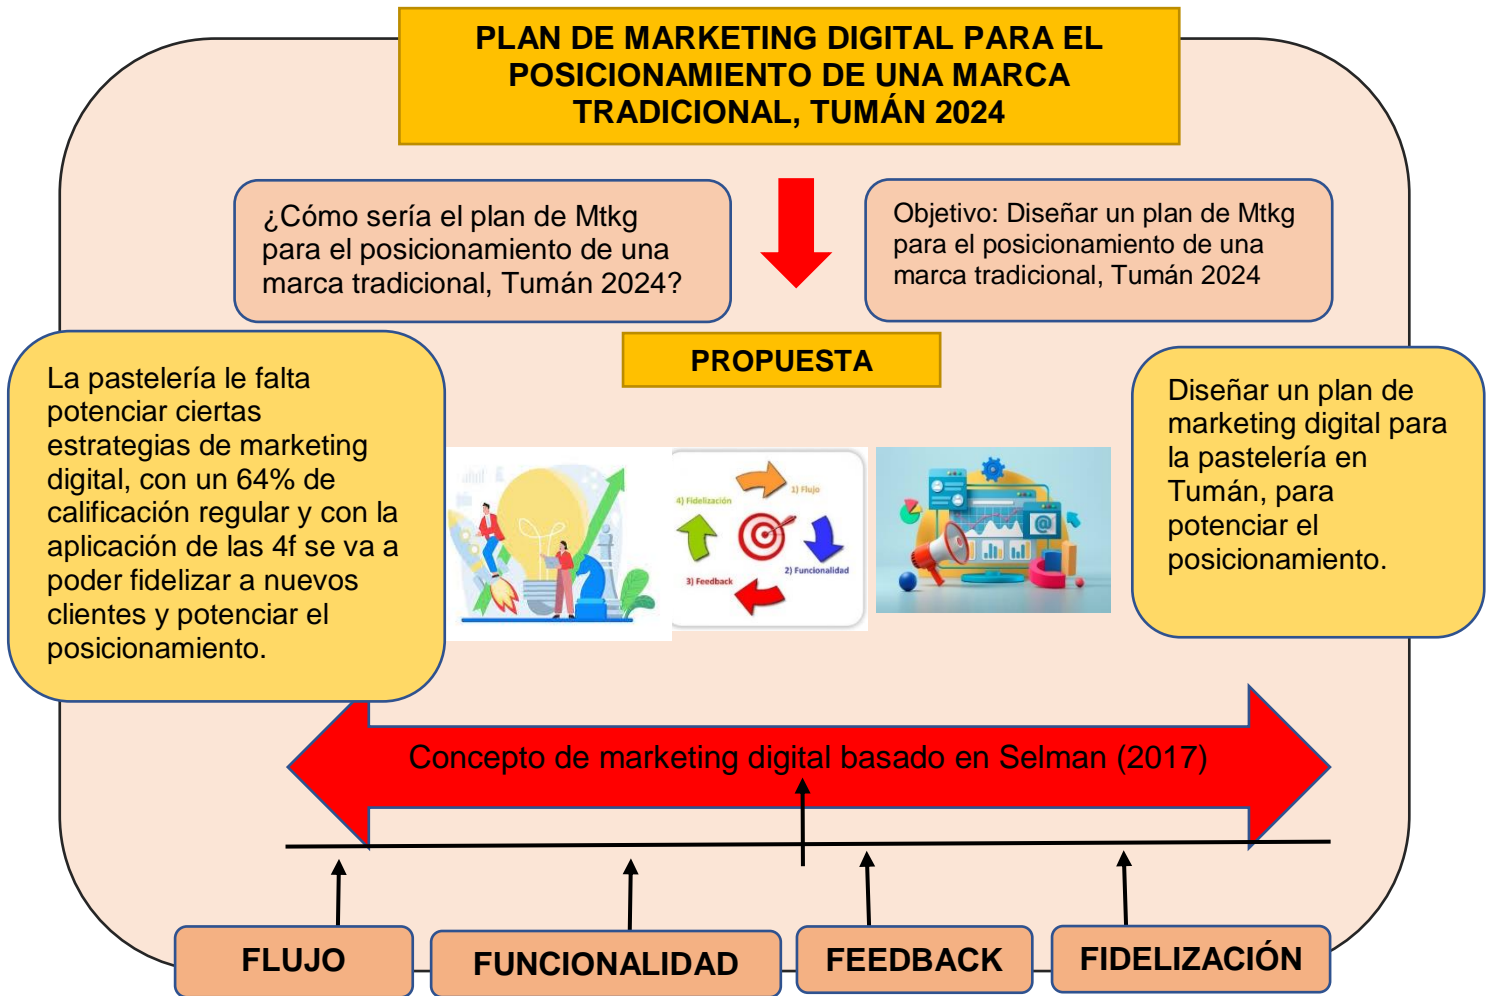 PLAN DE MARKETING DIGITAL PARA EL
POSICIONAMIENTO DE UNA MARCA
TRADICIONAL, TUMÁN 2024
¿Cómo sería el plan de Mtkg
para el posicionamiento de una
marca tradicional, Tumán 2024?
Objetivo: Diseñar un plan de Mtkg
para el posicionamiento de una
marca tradicional, Tumán 2024
PROPUESTA
La pastelería le falta
potenciar ciertas
estrategias de marketing
digital, con un 64% de
calificación regular y con la
aplicación de las 4f se va a
poder fidelizar a nuevos
clientes y potenciar el
posicionamiento.
1) Flujo
2) Funcionalidad
3) Feedback
4) Fidelización
@
Diseñar un plan de
marketing digital para
la pastelería en
Tumán, para
potenciar el
posicionamiento.
Concepto de marketing digital basado en Selman (2017)
FLUJO
FUNCIONALIDAD
FEEDBACK
FIDELIZACIÓN